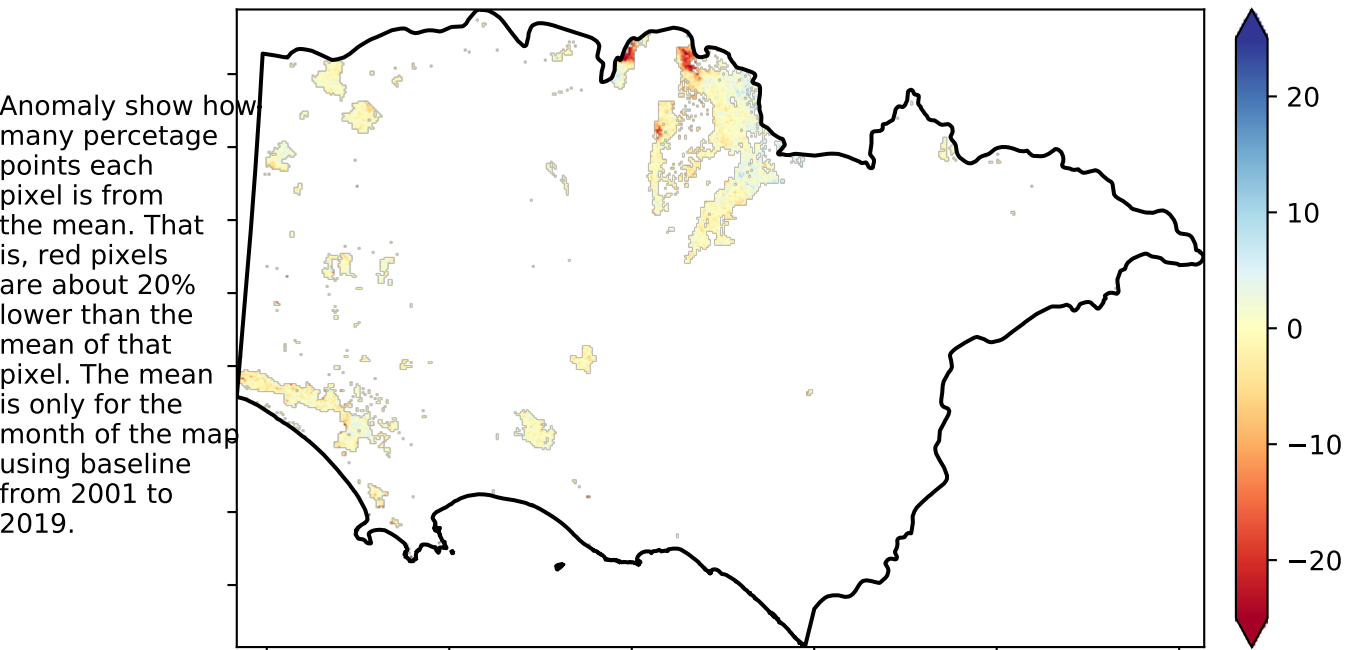 Anomaly show how
many percetage
points each
pixel is from
the mean. That
is, red pixels
are about 20%
lower than the
mean of that
pixel. The mean
is only for the
month of the map
using baseline
from 2001 to
2019.
20
10
0
−10
−20